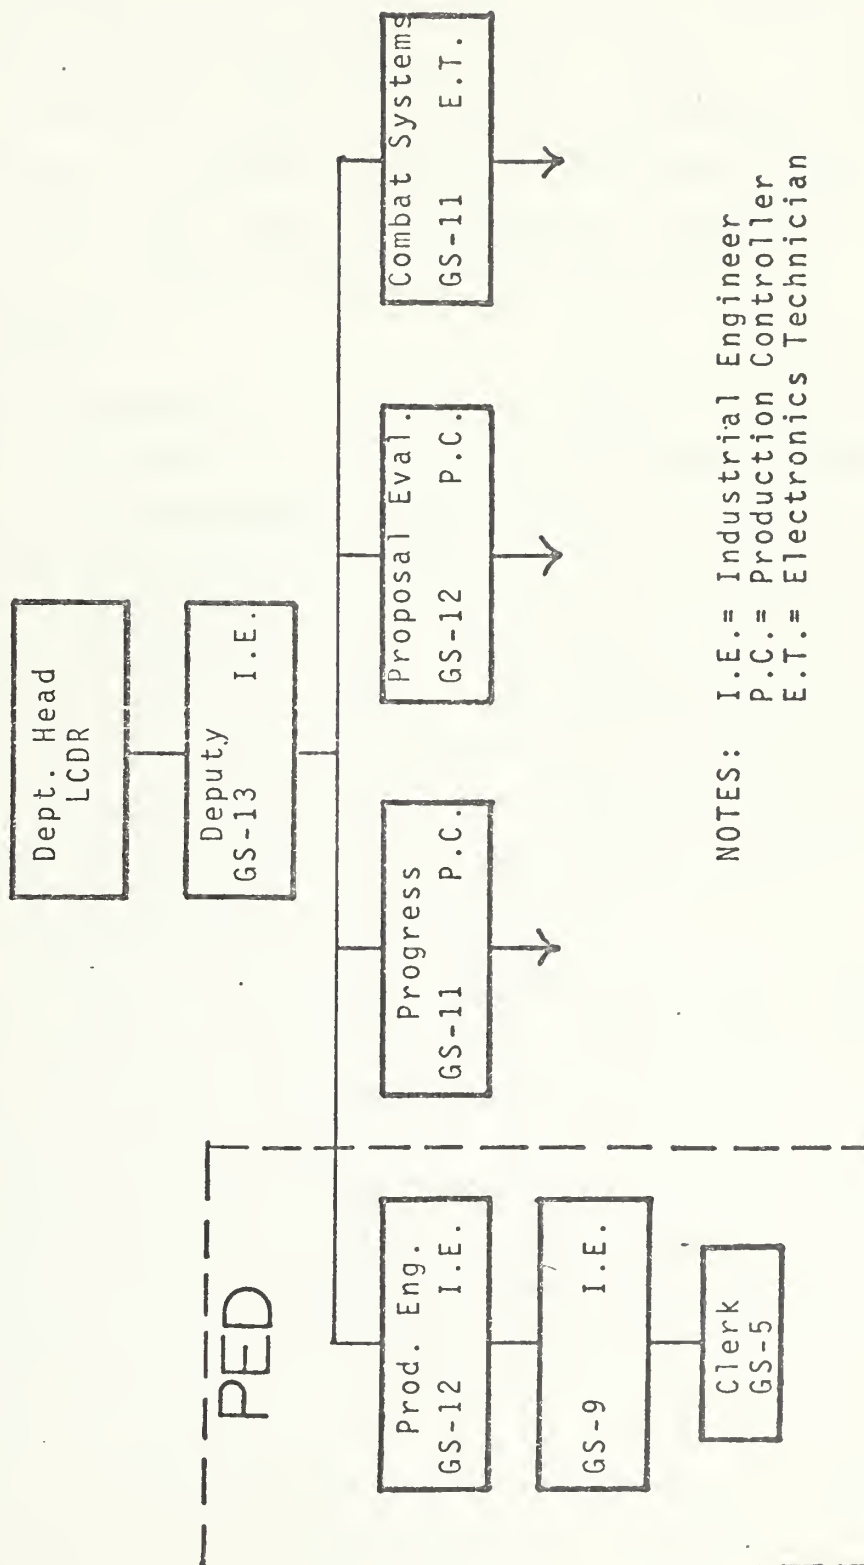 Dept. Head
LCDR
Deputy
GS-13 I.E.
PED
Prod. Eng.
GS-12 I.E.
GS-9 I.E.
Clerk
GS-5
Progress
GS-11 P.C.
Proposal Eval.
GS-12 P.C.
Combat Systems
GS-11 E.T.
NOTES: I.E.= Industrial Engineer
P.C.= Production Controller
E.T.= Electronics Technician